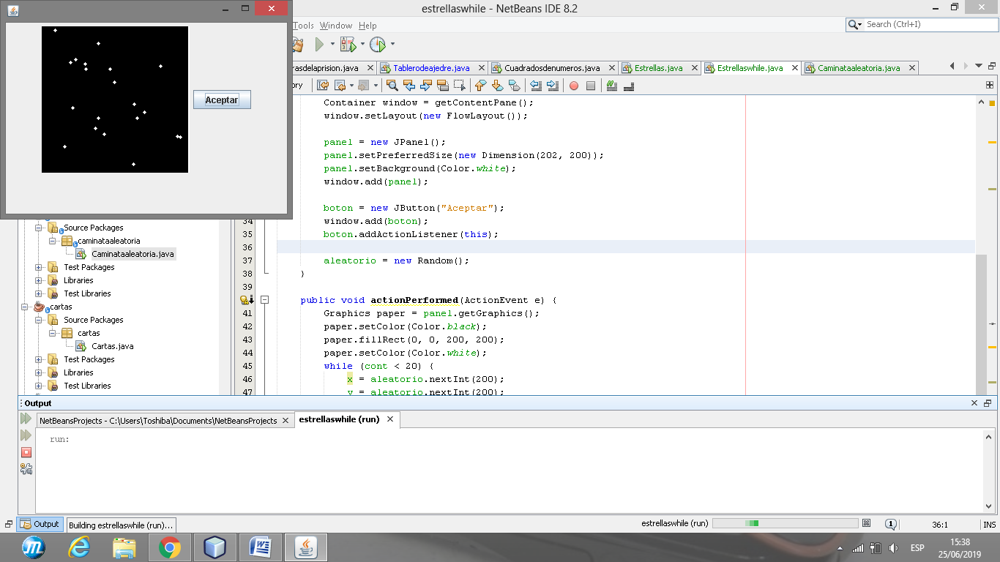 estrellaswhile - NetBeans IDE 8.2
Tools Window Help
Search (Ctrl+I)
rasdelaprision.java Tablerodeajedre.java Cuadradosdenumeros.java Estrellas.java Estrellaswhile.java Caminataaleatoria.java
ory
Aceptar
Container window = getContentPane();
window.setLayout(new FlowLayout());
panel = new JPanel();
panel.setPreferredSize(new Dimension(202, 200));
panel.setBackground(Color.white);
window.add(panel);
boton = new JButton("Aceptar");
34 window.add(boton);
35 boton.addActionListener(this);
36
37 aleatorio = new Random();
38 }
39
public void actionPerformed(ActionEvent e) {
41 Graphics paper = panel.getGraphics();
42 paper.setColor(Color.black);
43 paper.fillRect(0, 0, 200, 200);
44 paper.setColor(Color.white);
45 while (cont < 20) {
46 x = aleatorio.nextInt(200);
47 y = aleatorio.nextInt(200);
Source Packages
caminataaleatoria
Caminataaleatoria.java
Test Packages
Libraries
Test Libraries
cartas
Source Packages
cartas
Cartas.java
Test Packages
Libraries
Test Libraries
Output
NetBeansProjects - C:\Users\Toshiba\Documents\NetBeansProjects estrellaswhile (run)
run:
Output Building estrellaswhile (run)... estrellaswhile (run) 1 36:1 INS
ESP
15:38
25/06/2019